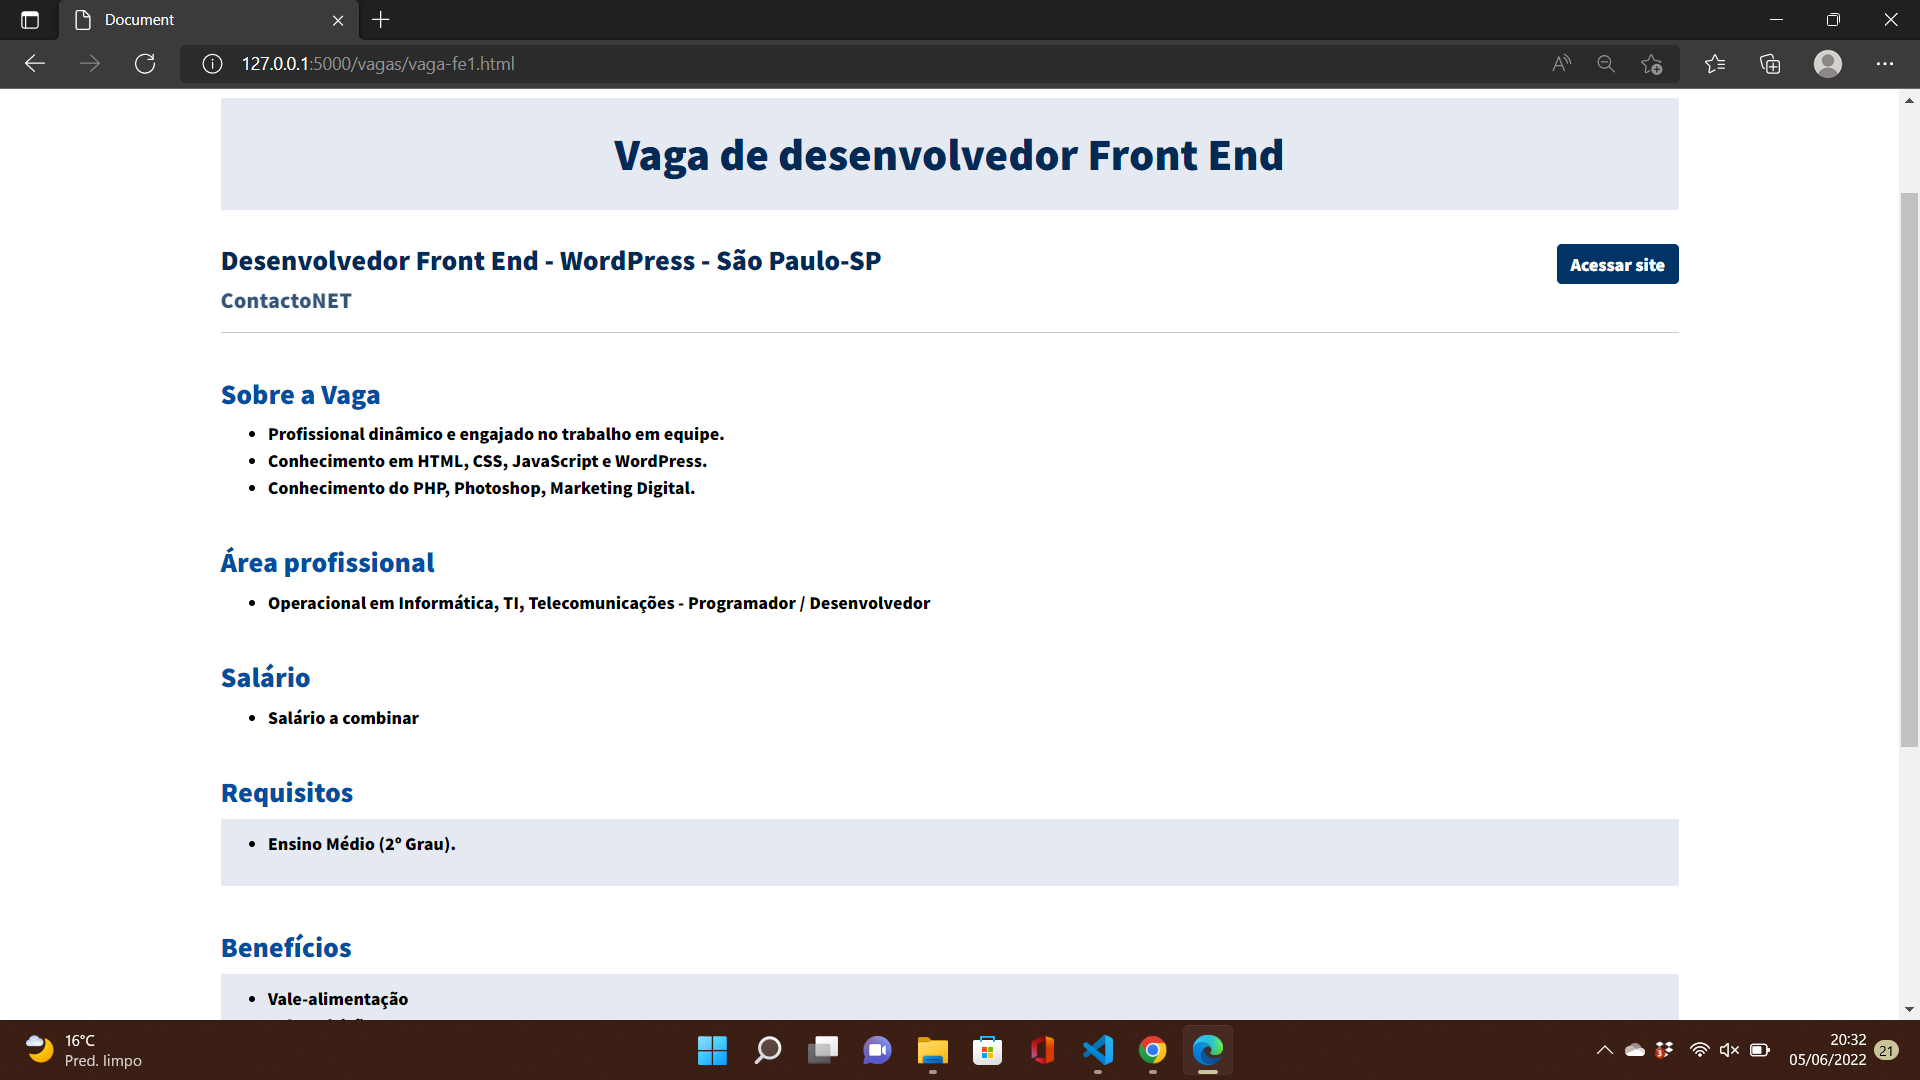 Document
127.0.0.1:5000/vagas/vaga-fe1.html
Vaga de desenvolvedor Front End
Desenvolvedor Front End - WordPress - São Paulo-SP
Acessar site
ContactoNET
Sobre a Vaga
Profissional dinâmico e engajado no trabalho em equipe.
Conhecimento em HTML, CSS, JavaScript e WordPress.
Conhecimento do PHP, Photoshop, Marketing Digital.
Área profissional
Operacional em Informática, TI, Telecomunicações - Programador / Desenvolvedor
Salário
Salário a combinar
Requisitos
Ensino Médio (2º Grau).
Benefícios
Vale-alimentação
16°C
Pred. limpo
3
20:32
05/06/2022
21